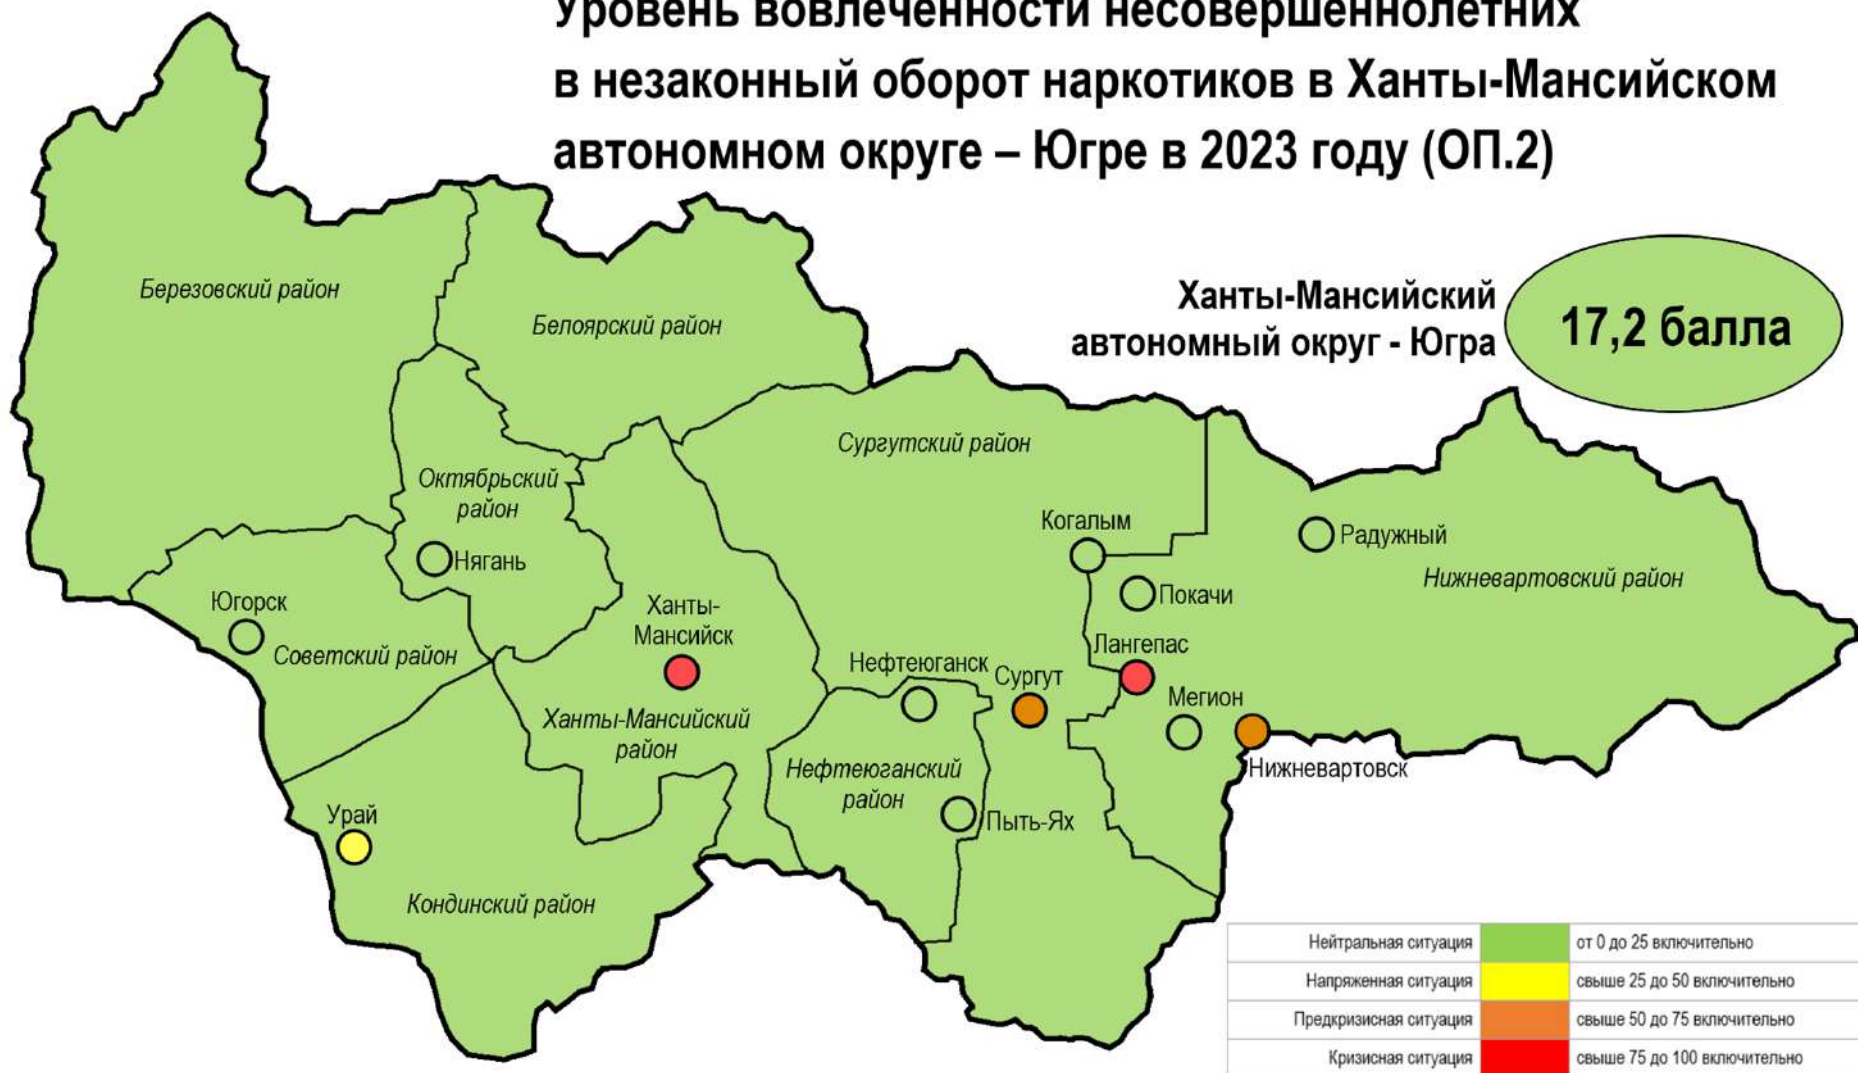 Уровень вовлеченности несовершеннолетних
в незаконный оборот наркотиков в Ханты-Мансийском
автономном округе – Югре в 2023 году (ОП.2)
Ханты-Мансийский
автономный округ - Югра
17,2 балла
Березовский район
Белоярский район
Сургутский район
Октябрьский
район
Нягань
Когалым
Радужный
Нижневартовский район
Покачи
Югорск
Советский район
Ханты-
Мансийск
Лангепас
Нефтеюганск
Сургут
Мегион
Ханты-Мансийский
район
Нефтеюганский
район
Нижневартовск
Урай
Пыть-Ях
Кондинский район
Нейтральная ситуация от 0 до 25 включительно
Напряженная ситуация свыше 25 до 50 включительно
Предкризисная ситуация свыше 50 до 75 включительно
Кризисная ситуация свыше 75 до 100 включительно